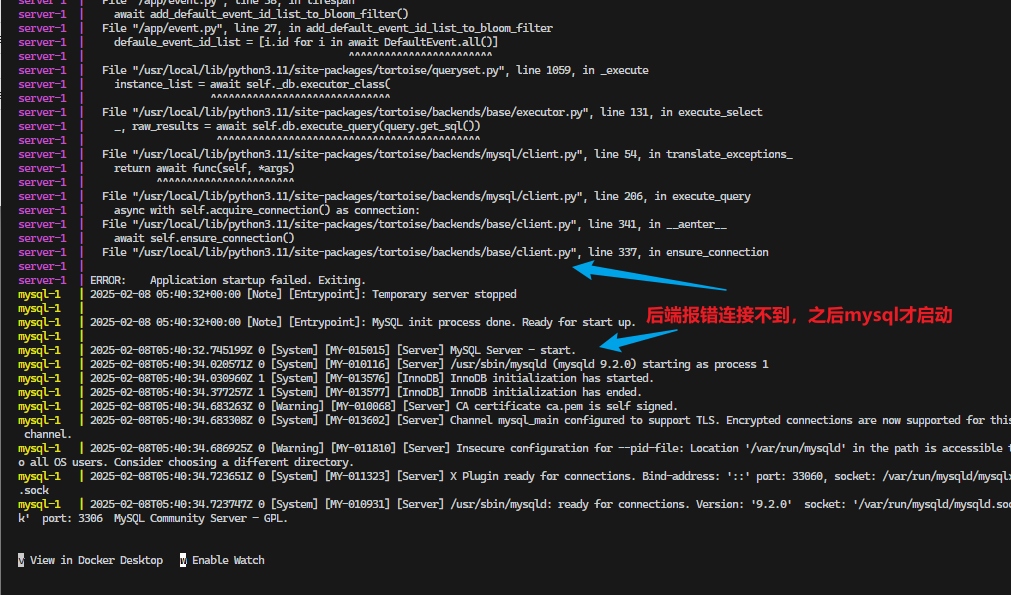 server-1 | File "/app/event.py", line 58, in lifespan
server-1 | await add_default_event_id_list_to_bloom_filter()
server-1 | File "/app/event.py", line 27, in add_default_event_id_list_to_bloom_filter
server-1 | defaule_event_id_list = [i.id for i in await DefaultEvent.all()]
server-1 | ^^^^^^^^^^^^^^^^^^^^^^^^
server-1 | File "/usr/local/lib/python3.11/site-packages/tortoise/queryset.py", line 1059, in _execute
server-1 | instance_list = await self._db.executor_class(
server-1 | ^^^^^^^^^^^^^^^^^^^^^^^^^^^^^^
server-1 | File "/usr/local/lib/python3.11/site-packages/tortoise/backends/base/executor.py", line 131, in execute_select
server-1 | _, raw_results = await self.db.execute_query(query.get_sql())
server-1 | ^^^^^^^^^^^^^^^^^^^^^^^^^^^^^^^^^^^^^^^^^^^^
server-1 | File "/usr/local/lib/python3.11/site-packages/tortoise/backends/mysql/client.py", line 54, in translate_exceptions_
server-1 | return await func(self, *args)
server-1 | ^^^^^^^^^^^^^^^^^^^^^^^
server-1 | File "/usr/local/lib/python3.11/site-packages/tortoise/backends/mysql/client.py", line 206, in execute_query
server-1 | async with self.acquire_connection() as connection:
server-1 | File "/usr/local/lib/python3.11/site-packages/tortoise/backends/base/client.py", line 341, in __aenter__
server-1 | await self.ensure_connection()
server-1 | File "/usr/local/lib/python3.11/site-packages/tortoise/backends/base/client.py", line 337, in ensure_connection
server-1 |
server-1 | ERROR: Application startup failed. Exiting.
mysql-1 | 2025-02-08 05:40:32+00:00 [Note] [Entrypoint]: Temporary server stopped
mysql-1 |
后端报错连接不到，之后mysql才启动
mysql-1 | 2025-02-08 05:40:32+00:00 [Note] [Entrypoint]: MySQL init process done. Ready for start up.
mysql-1 |
mysql-1 | 2025-02-08T05:40:32.745199Z 0 [System] [MY-015015] [Server] MySQL Server - start.
mysql-1 | 2025-02-08T05:40:34.020571Z 0 [System] [MY-010116] [Server] /usr/sbin/mysqld (mysqld 9.2.0) starting as process 1
mysql-1 | 2025-02-08T05:40:34.030960Z 1 [System] [MY-013576] [InnoDB] InnoDB initialization has started.
mysql-1 | 2025-02-08T05:40:34.377257Z 1 [System] [MY-013577] [InnoDB] InnoDB initialization has ended.
mysql-1 | 2025-02-08T05:40:34.683263Z 0 [Warning] [MY-010068] [Server] CA certificate ca.pem is self signed.
mysql-1 | 2025-02-08T05:40:34.683308Z 0 [System] [MY-013602] [Server] Channel mysql_main configured to support TLS. Encrypted connections are now supported for this
channel.
mysql-1 | 2025-02-08T05:40:34.686925Z 0 [Warning] [MY-011810] [Server] Insecure configuration for --pid-file: Location '/var/run/mysqld' in the path is accessible t
o all OS users. Consider choosing a different directory.
mysql-1 | 2025-02-08T05:40:34.723651Z 0 [System] [MY-011323] [Server] X Plugin ready for connections. Bind-address: '::' port: 33060, socket: /var/run/mysqld/mysqlx
.sock
mysql-1 | 2025-02-08T05:40:34.723747Z 0 [System] [MY-010931] [Server] /usr/sbin/mysqld: ready for connections. Version: '9.2.0' socket: '/var/run/mysqld/mysqld.soc
k' port: 3306 MySQL Community Server - GPL.
v View in Docker Desktop w Enable Watch